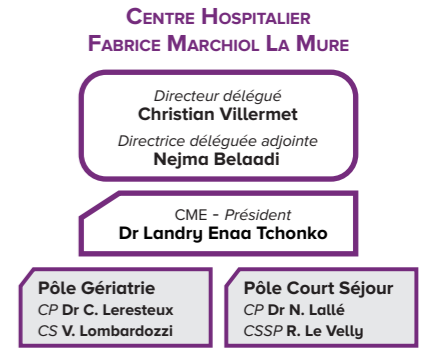 Centre Hospitalier
Fabrice Marchiol La Mure
Directeur délégué
Christian Villermet
Directrice déléguée adjointe
Nejma Belaadi
CME - Président
Dr Landry Enaa Tchonko
Pôle Gériatrie
CP Dr C. Leresteux
CS V. Lombardozzi
Pôle Court Séjour
CP Dr N. Lallé
CSSP R. Le Velly